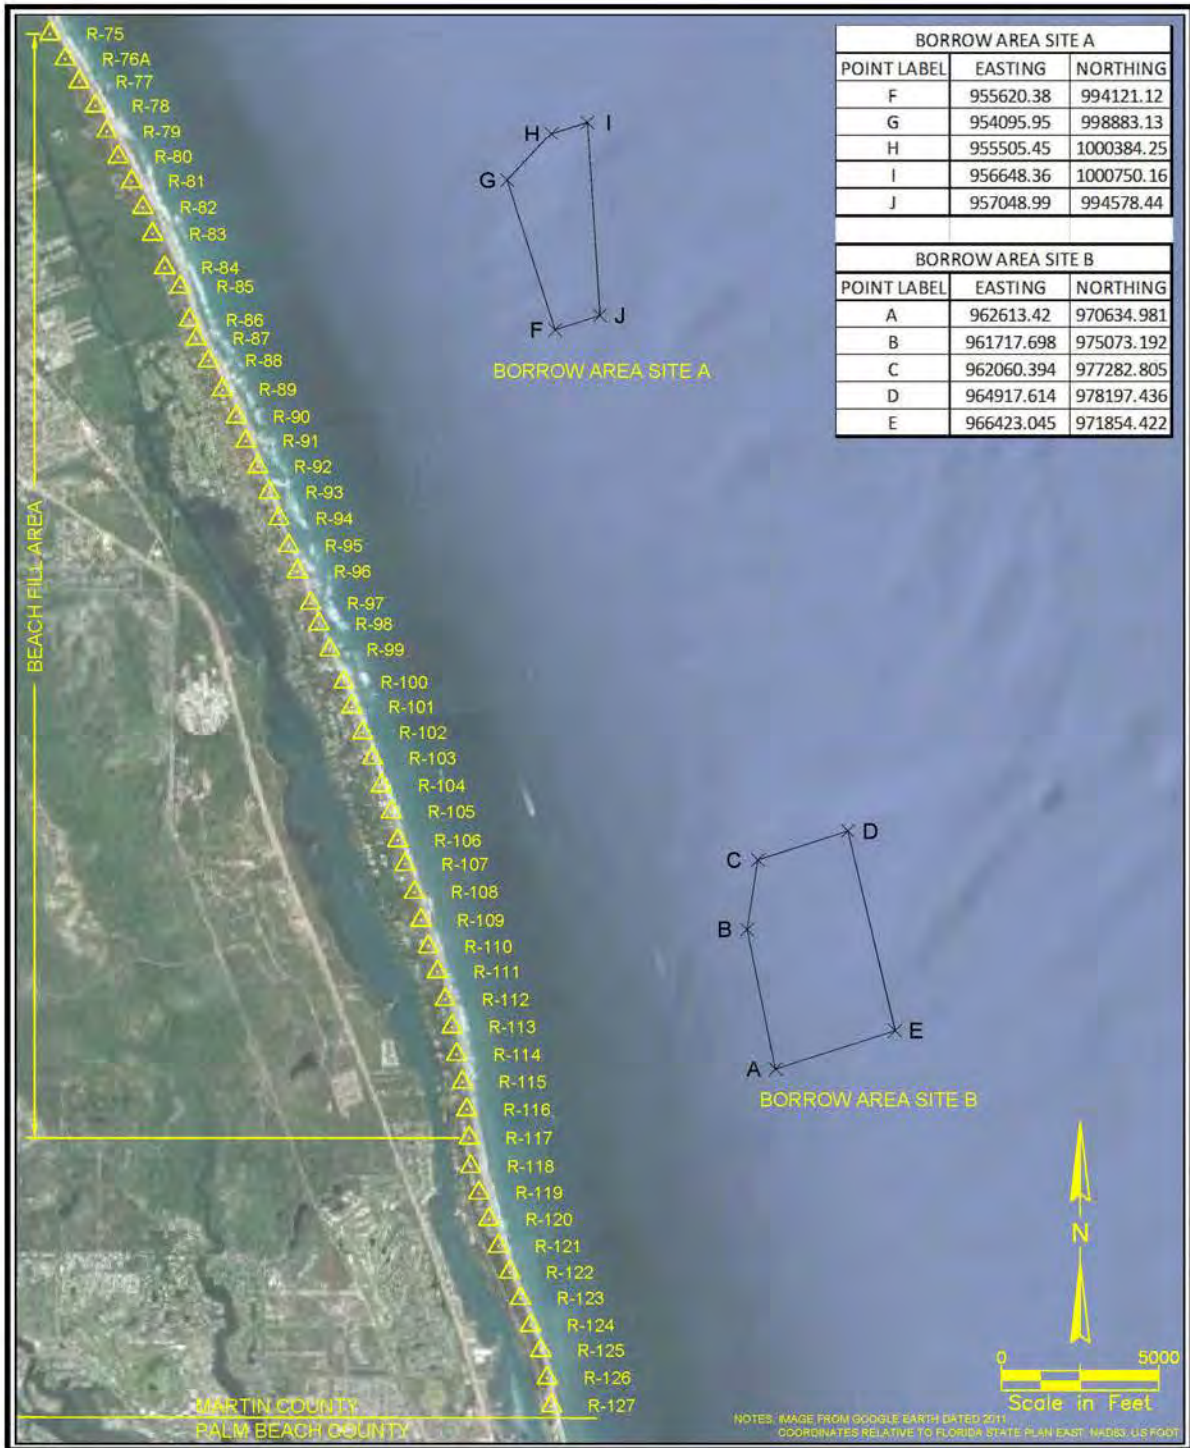 R-75
R-76A
R-77
R-78
R-79
R-80
R-81
R-82
R-83
R-84
R-85
R-86
R-87
R-88
R-89
R-90
R-91
R-92
R-93
R-94
R-95
R-96
R-97
R-98
R-99
R-100
R-101
R-102
R-103
R-104
R-105
R-106
R-107
R-108
R-109
R-110
R-111
R-112
R-113
R-114
R-115
R-116
R-117
R-118
R-119
R-120
R-121
R-122
R-123
R-124
R-125
R-126
R-127
BEACH FILL AREA
MARTIN COUNTY
PALM BEACH COUNTY
H
I
G
F
J
BORROW AREA SITE A
D
C
B
E
A
BORROW AREA SITE B
BORROW AREA SITE A
POINT LABEL EASTING NORTHING
F 955620.38 994121.12
G 954095.95 998883.13
H 955505.45 1000384.25
I 956648.36 1000750.16
J 957048.99 994578.44
BORROW AREA SITE B
POINT LABEL EASTING NORTHING
A 962613.42 970634.981
B 961717.698 975073.192
C 962060.394 977282.805
D 964917.614 978197.436
E 966423.045 971854.422
N
0 5000
Scale in Feet
NOTES: IMAGE FROM GOOGLE EARTH DATED 2011
COORDINATES RELATIVE TO FLORIDA STATE PLAN EAST, NAD83, US FOOT